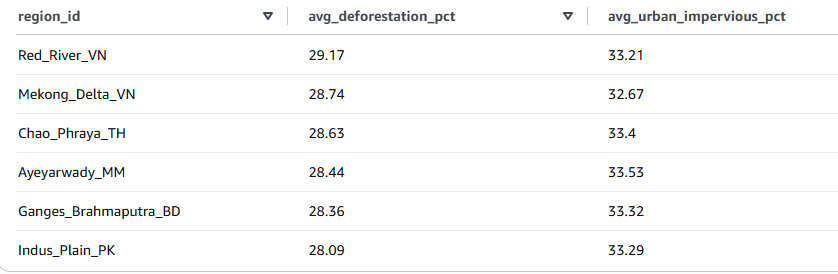 region_id avg_deforestation_pct avg_urban_impervious_pct
Red_River_VN 29.17 33.21
Mekong_Delta_VN 28.74 32.67
Chao_Phraya_TH 28.63 33.4
Ayeyarwady_MM 28.44 33.53
Ganges_Brahmaputra_BD 28.36 33.32
Indus_Plain_PK 28.09 33.29